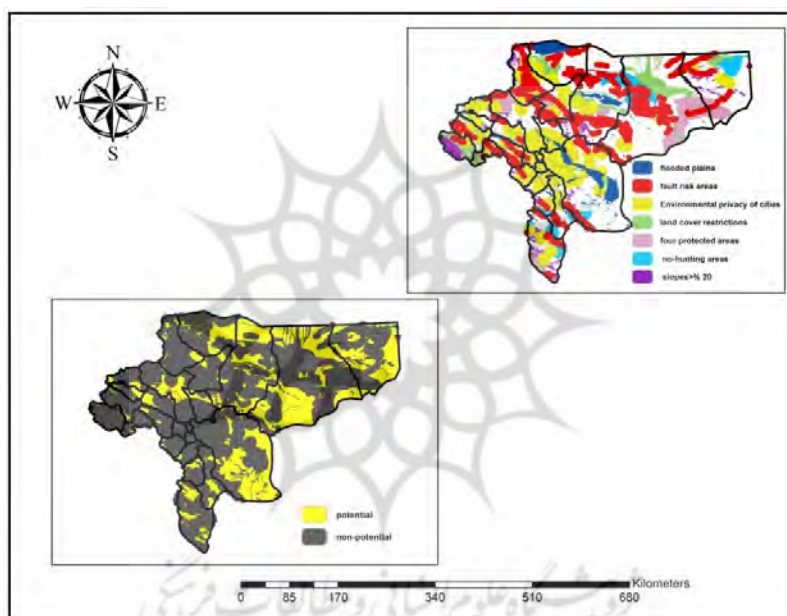 N
W E
S
flooded plains
fault risk areas
Environmental privacy of cities
land cover restrictions
four protected areas
no-hunting areas
slopes>% 20
potential
non-potential
Kilometers
0 85 170 340 510 680